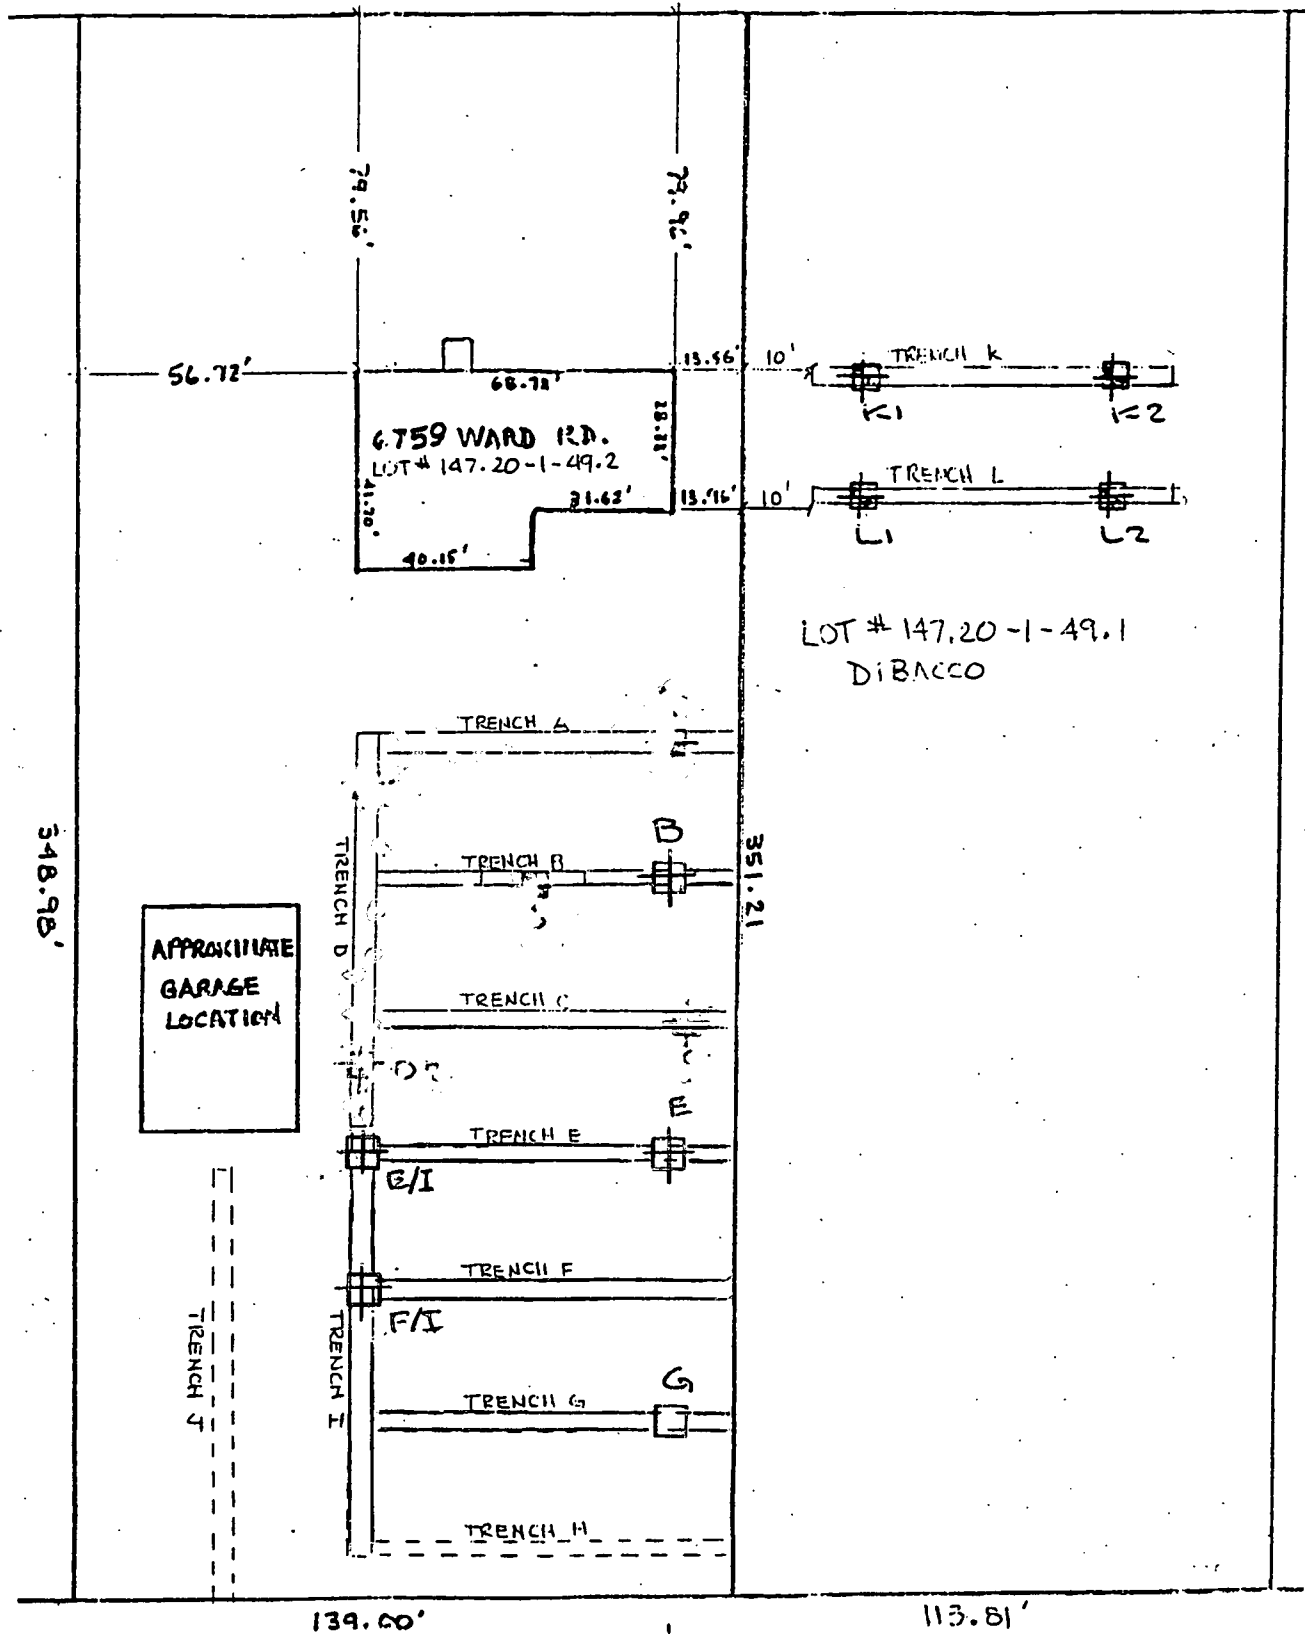 79.56'
79.96'
56.72'
68.72'
13.56' 10'
TRENCH K
K1
K2
6759 WARD RD.
LOT # 147.20-1-49.2
28.28'
41.70'
31.62'
13.96' 10'
TRENCH L
L1
L2
40.15'
LOT # 147.20-1-49.1
DiBACCO
TRENCH A
B
TRENCH B
TRENCH D
351.21
348.98'
APPROXIMATE
GARAGE
LOCATION
TRENCH C
E
TRENCH E
E/I
TRENCH F
F/I
TRENCH J
TRENCH I
G
TRENCH G
TRENCH H
139.00'
113.81'